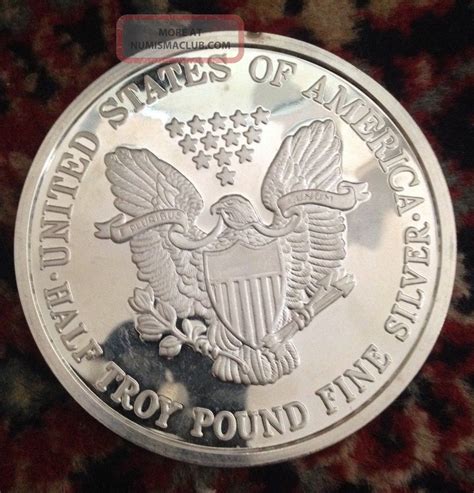 MORE AT
NUMISMACLUB.COM
UNITED STATES OF AMERICA
E PLURIBUS
UNUM
· HALF TROY POUND FINE SILVER ·